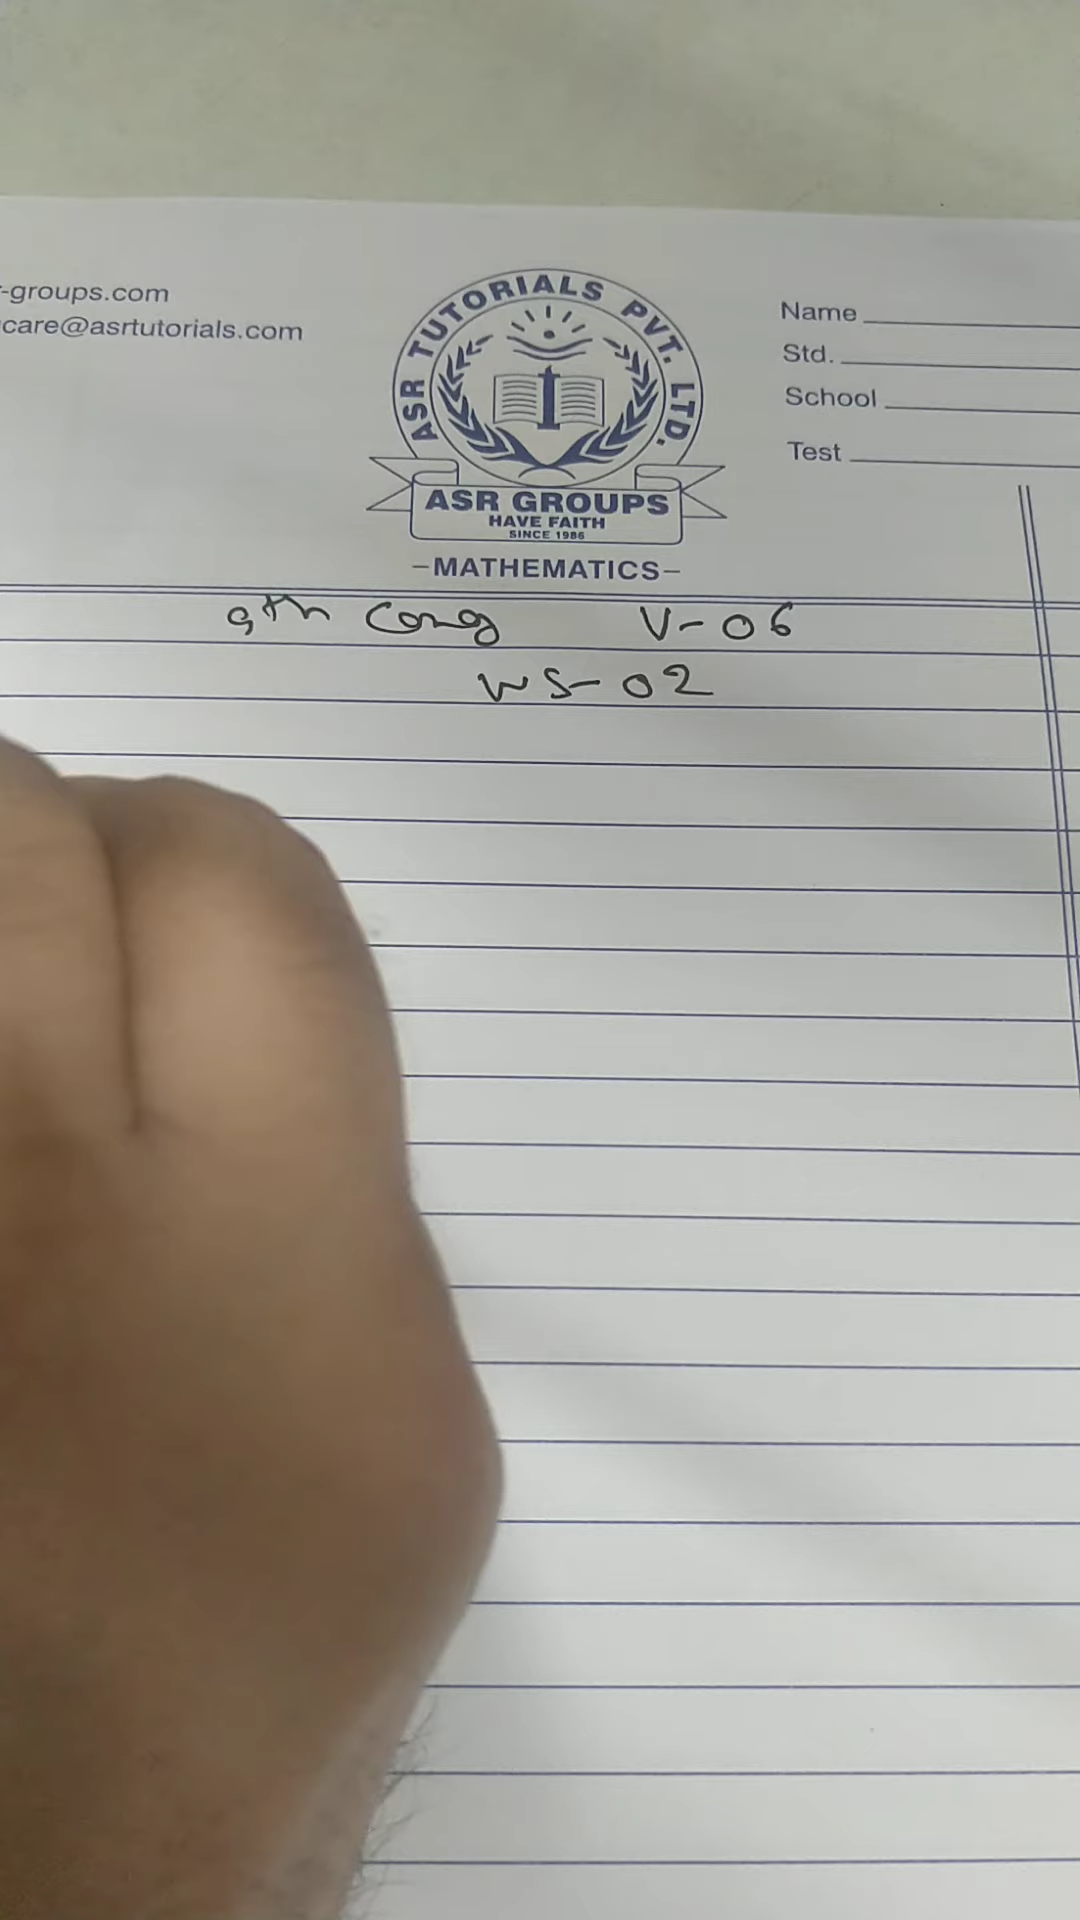 -groups.com
care@asrtutorials.com
ASR TUTORIALS PVT. LTD.
ASR GROUPS
HAVE FAITH
SINCE 1986
-MATHEMATICS-
Name
Std.
School
Test
9th Cong V-06
WS-02